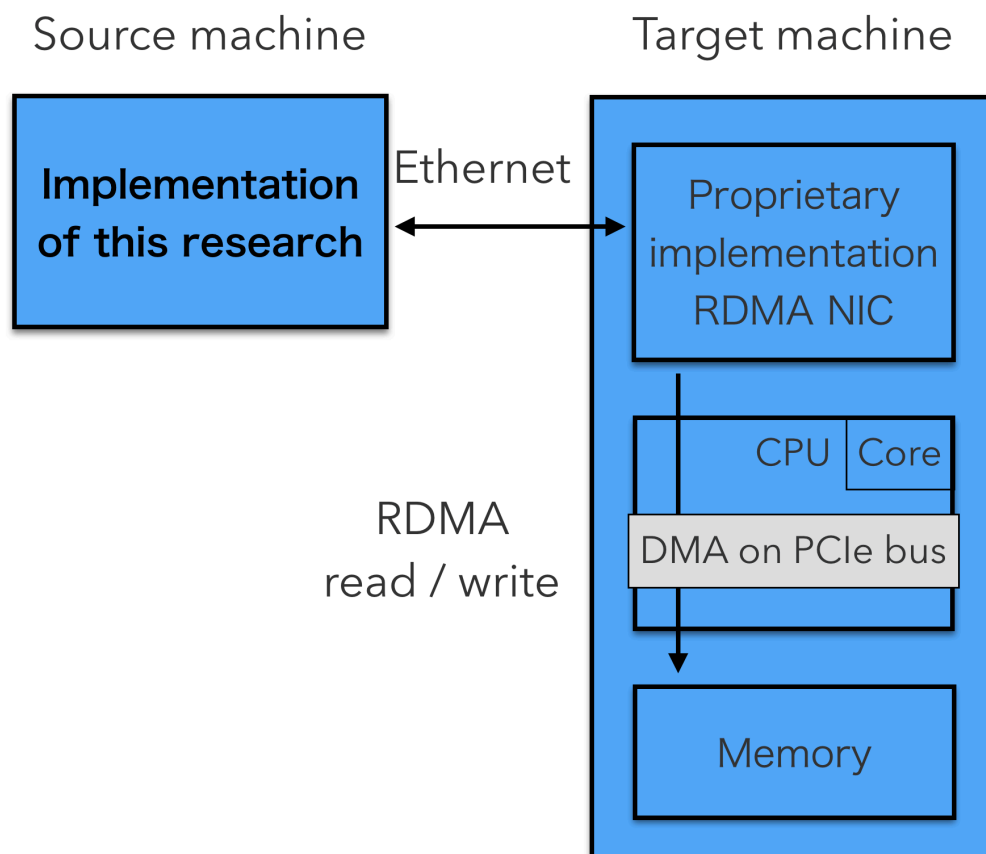 Source machine
Target machine
Implementation
of this research
Ethernet
Proprietary
implementation
RDMA NIC
CPU
Core
RDMA
read / write
DMA on PCIe bus
Memory